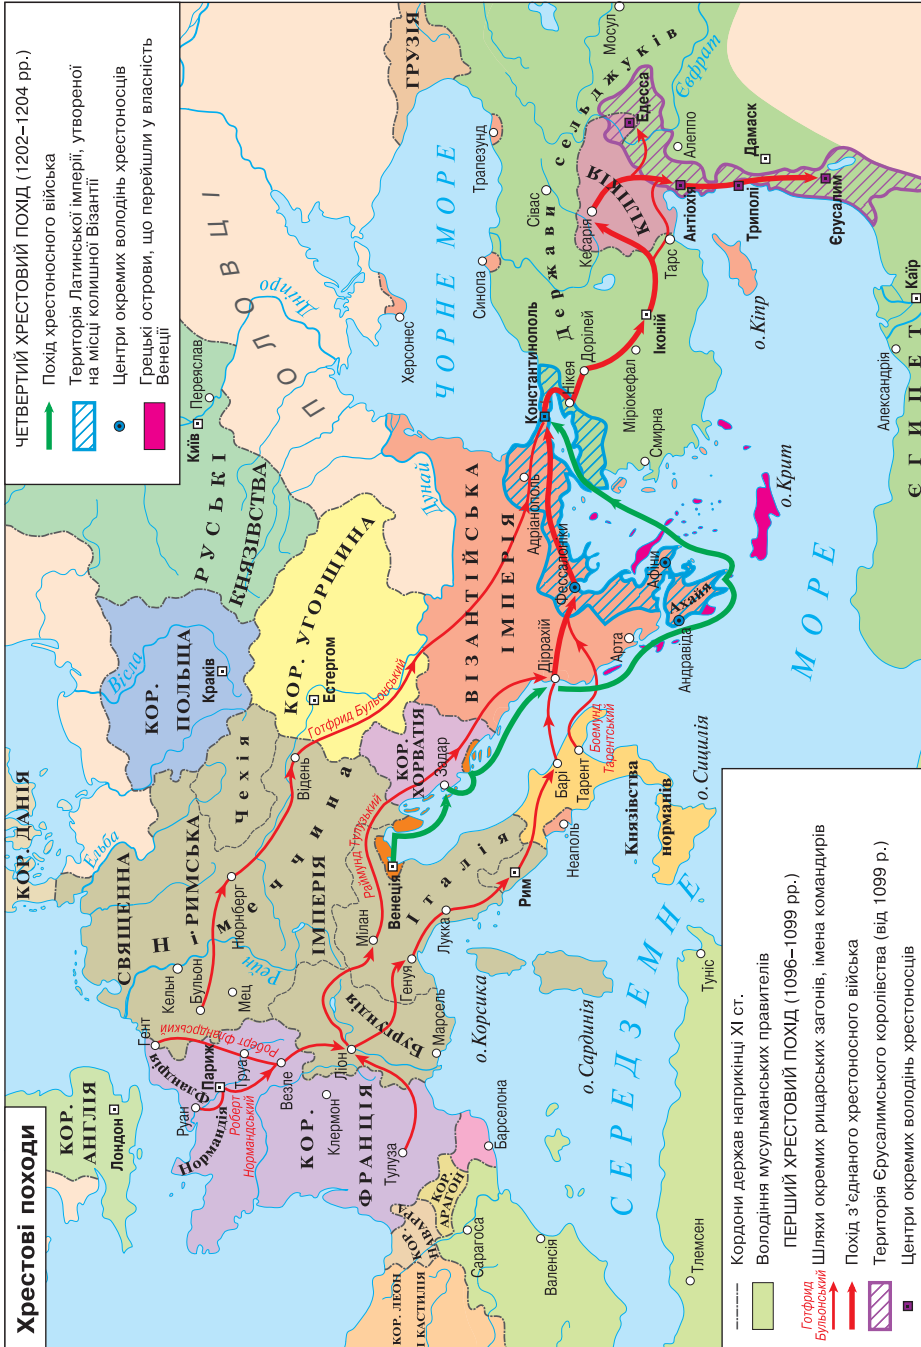 Хрестові походи
ЧЕТВЕРТИЙ ХРЕСТОВИЙ ПОХІД (1202–1204 рр.)
Похід хрестоносного війська
Територія Латинської імперії, утвореної
на місці колишньої Візантії
Центри окремих володінь хрестоносців
Грецькі острови, що перейшли у власність
Венеції
Кордони держав наприкінці XI ст.
Володіння мусульманських правителів
ПЕРШИЙ ХРЕСТОВИЙ ПОХІД (1096–1099 рр.)
Готфрид
Бульонський
Шляхи окремих рицарських загонів, імена командирів
Похід з’єднаного хрестоносного війська
Територія Єрусалимського королівства (від 1099 р.)
Центри окремих володінь хрестоносців
КОР.
АНГЛІЯ
Лондон
КОР. ДАНІЯ
Ельба
СВЯЩЕННА
РИМСЬКА
ІМПЕРІЯ
Німеччина
Чехія
Рейн
Кельн
Бульон
Нюрнберг
Мец
Відень
Гент
Фландрія
Роберт Фландрський
Руан
Париж
Труа
Нормандія
Роберт
Нормандський
Везле
КОР.
ФРАНЦІЯ
Клермон
Ліон
Тулуза
Бургундія
Марсель
КОР. ЛЕОН
І КАСТИЛІЯ
КОР.
НАВАРРА
КОР.
АРАГОН
Барселона
Сарагоса
Валенсія
Тлемсен
Туніс
КОР.
ПОЛЬЩА
Вісла
Краків
КОР. УГОРЩИНА
Естергом
Готфрид Бульонський
КОР.
ХОРВАТІЯ
Задар
Раймунд Тулузький
Мілан
Венеція
Генуя
Лукка
Італія
Рим
Неаполь
Барі
Тарент
Боемунд
Тарентський
Князівства
норманів
о. Сицилія
о. Корсика
о. Сардинія
СЕРЕДЗЕМНЕ
МОРЕ
РУСЬКІ
КНЯЗІВСТВА
Київ
Переяслав
ПОЛОВЦІ
Дніпро
Дунай
Херсонес
ЧОРНЕ МОРЕ
ГРУЗІЯ
Трапезунд
Синопа
ВІЗАНТІЙСЬКА
ІМПЕРІЯ
Адріанополь
Константинополь
Фессалоніки
Діррахій
Арта
Афіни
Ахайя
Андравіда
о. Крит
Нікея
Дорілей
Міріокефал
Смирна
Іконій
Держави сельджуків
Сівас
Кесарія
КІЛІКІЯ
Тарс
Мосул
Євфрат
Едесса
Алеппо
Антіохія
Триполі
Дамаск
Єрусалим
о. Кіпр
Каїр
Александрія
ЄГИПЕТ